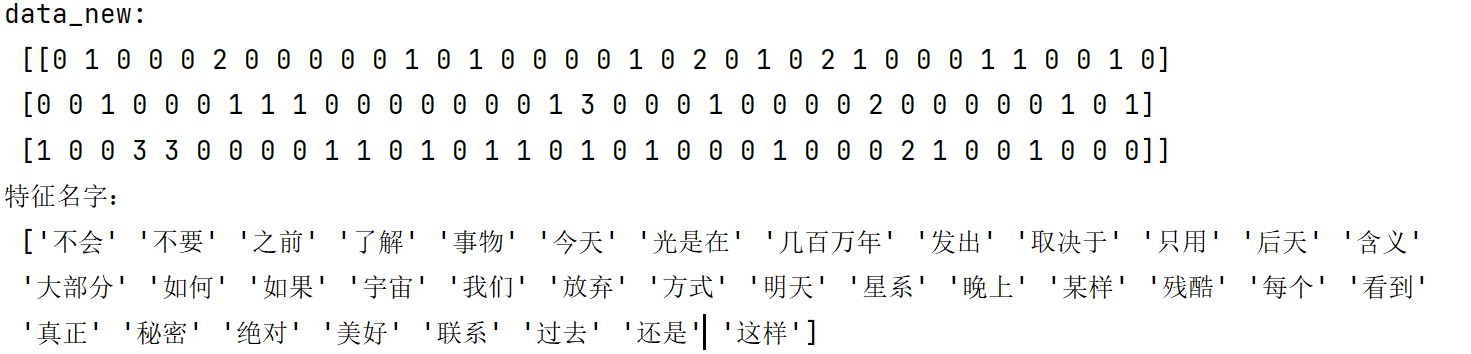 data_new:
[[0 1 0 0 0 2 0 0 0 0 0 1 0 1 0 0 0 0 1 0 2 0 1 0 2 1 0 0 0 1 1 0 0 1 0]
[0 0 1 0 0 0 1 1 1 0 0 0 0 0 0 0 1 3 0 0 0 1 0 0 0 0 2 0 0 0 0 0 1 0 1]
[1 0 0 3 3 0 0 0 0 1 1 0 1 0 1 1 0 1 0 1 0 0 0 1 0 0 0 2 1 0 0 1 0 0 0]]
特征名字：
['不会' '不要' '之前' '了解' '事物' '今天' '光是在' '几百万年' '发出' '取决于' '只用' '后天' '含义'
'大部分' '如何' '如果' '宇宙' '我们' '放弃' '方式' '明天' '星系' '晚上' '某样' '残酷' '每个' '看到'
'真正' '秘密' '绝对' '美好' '联系' '过去' '还是' '这样']